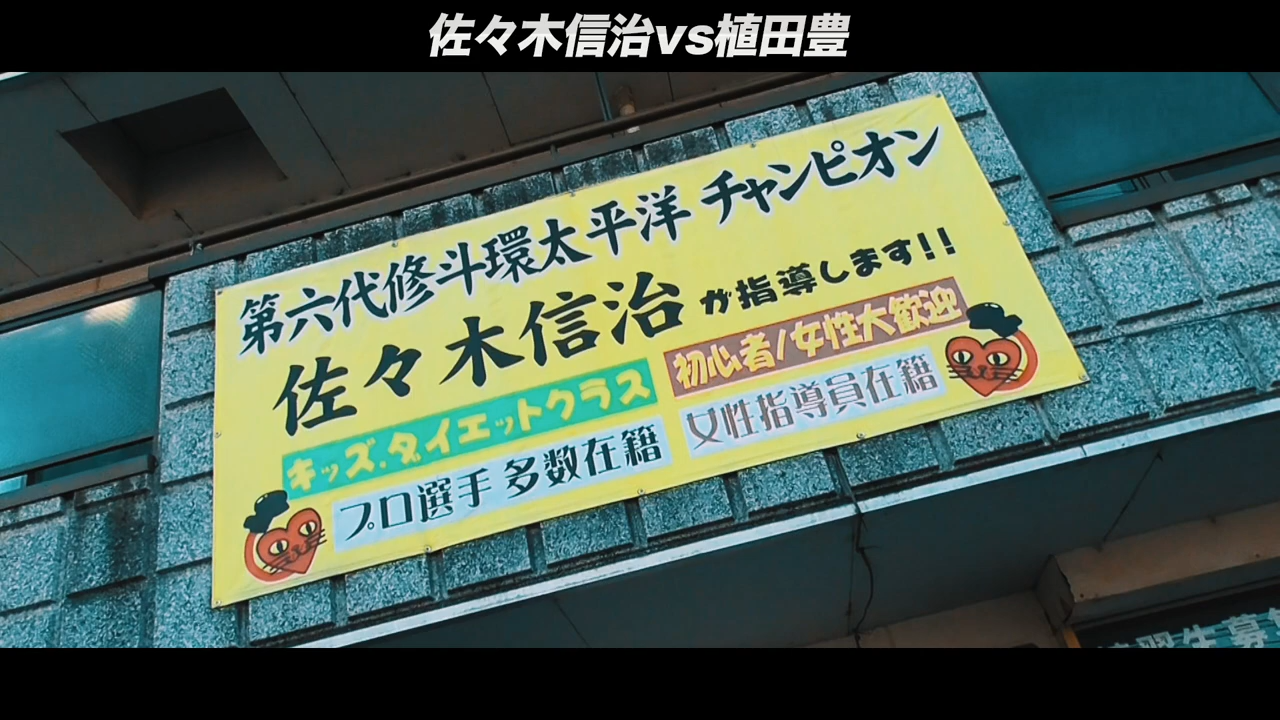 佐々木信治vs植田豊
第六代修斗環太平洋 チャンピオン
佐々木信治が指導します!!
キッズ.ダイエットクラス
初心者/女性大歓迎
プロ選手多数在籍
女性指導員在籍